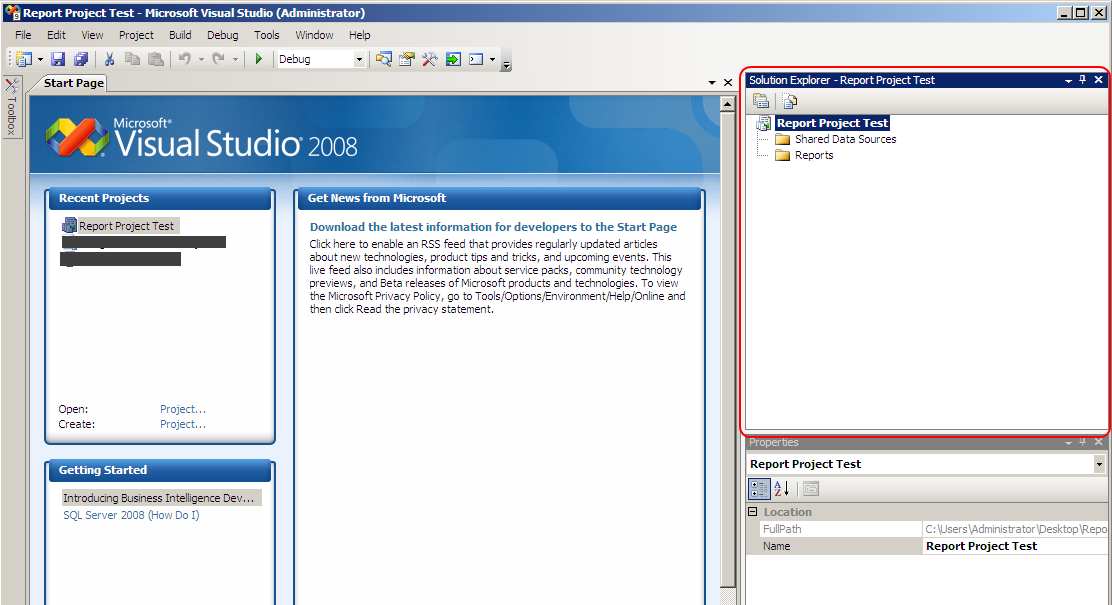 Report Project Test - Microsoft Visual Studio (Administrator)
File Edit View Project Build Debug Tools Window Help
Debug
Toolbox
Start Page
Microsoft®
Visual Studio® 2008
Recent Projects
Report Project Test
Open: Project...
Create: Project...
Getting Started
Introducing Business Intelligence Dev...
SQL Server 2008 (How Do I)
Get News from Microsoft
Download the latest information for developers to the Start Page
Click here to enable an RSS feed that provides regularly updated articles
about new technologies, product tips and tricks, and upcoming events. This
live feed also includes information about service packs, community technology
previews, and Beta releases of Microsoft products and technologies. To view
the Microsoft Privacy Policy, go to Tools/Options/Environment/Help/Online and
then click Read the privacy statement.
Solution Explorer - Report Project Test
Report Project Test
Shared Data Sources
Reports
Properties
Report Project Test
Location
FullPath C:\Users\Administrator\Desktop\Repo
Name Report Project Test